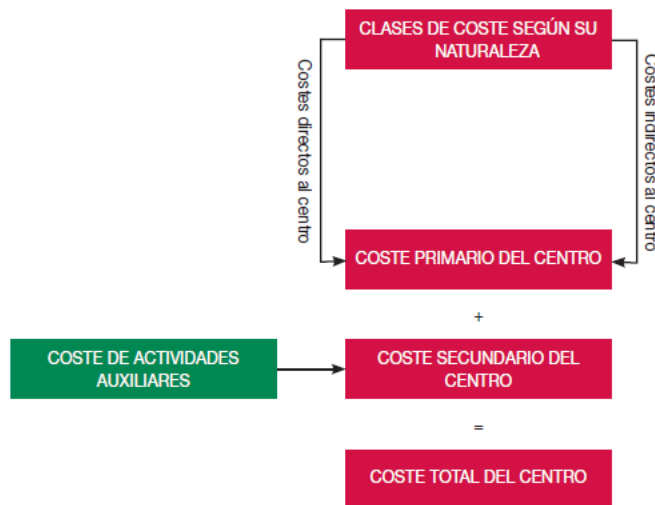 CLASES DE COSTE SEGÚN SU
NATURALEZA
Costes directos al centro
Costes indirectos al centro
COSTE PRIMARIO DEL CENTRO
+
COSTE DE ACTIVIDADES
AUXILIARES
COSTE SECUNDARIO DEL
CENTRO
=
COSTE TOTAL DEL CENTRO